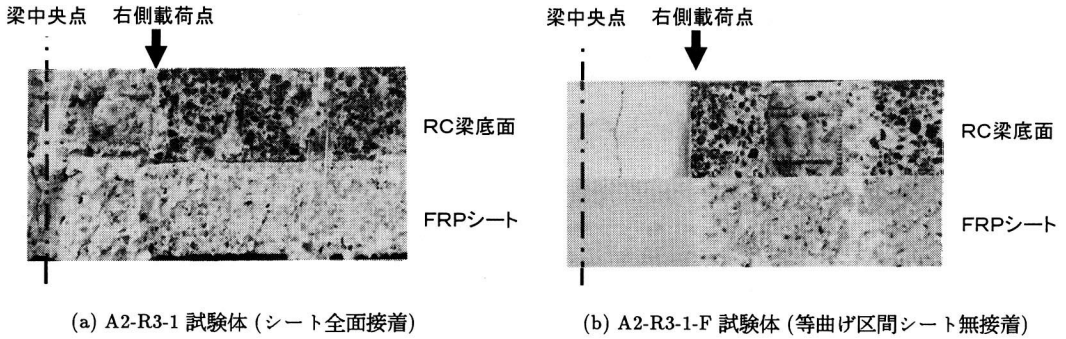 梁中央点 右側載荷点
RC梁底面
FRPシート
(a) A2-R3-1 試験体 (シート全面接着)
梁中央点 右側載荷点
RC梁底面
FRPシート
(b) A2-R3-1-F 試験体 (等曲げ区間シート無接着)